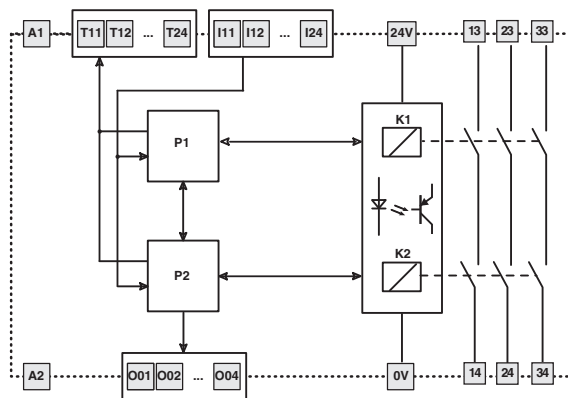 A1 T11 T12 ... T24 I11 I12 ... I24 24V 13 23 33
K1
P1
K2
P2
A2 O01 O02 ... O04 0V 14 24 34